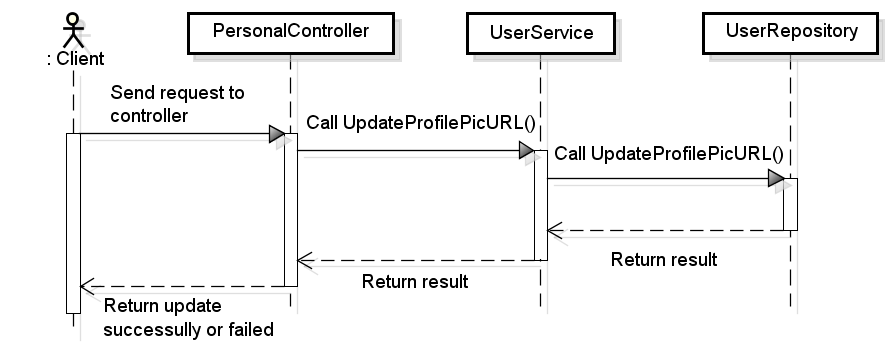 PersonalController
UserService
UserRepository
: Client
Send request to
controller
Call UpdateProfilePicURL()
Call UpdateProfilePicURL()
Return result
Return result
Return update
successully or failed